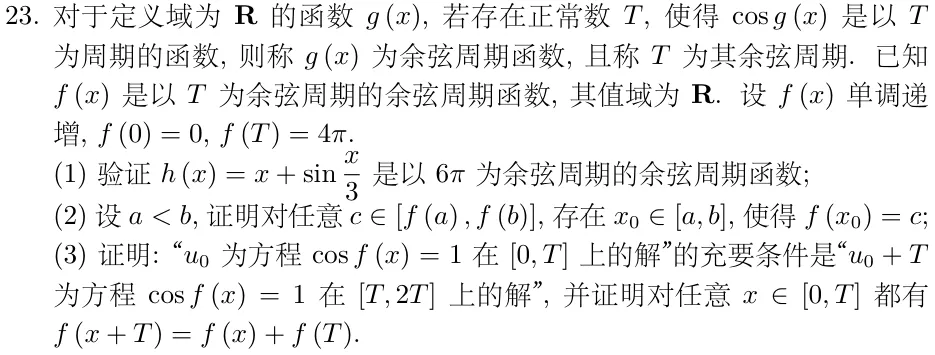 23. 对于定义域为 R 的函数 g (x), 若存在正常数 T, 使得 cos g (x) 是以 T
为周期的函数, 则称 g (x) 为余弦周期函数, 且称 T 为其余弦周期. 已知
f (x) 是以 T 为余弦周期的余弦周期函数, 其值域为 R. 设 f (x) 单调递
增, f (0) = 0, f (T) = 4π.
(1) 验证 h (x) = x + sin x/3 是以 6π 为余弦周期的余弦周期函数;
(2) 设 a < b, 证明对任意 c ∈ [f (a) , f (b)], 存在 x₀ ∈ [a, b], 使得 f (x₀) = c;
(3) 证明: “u₀ 为方程 cos f (x) = 1 在 [0, T] 上的解”的充要条件是“u₀ + T
为方程 cos f (x) = 1 在 [T, 2T] 上的解”, 并证明对任意 x ∈ [0, T] 都有
f (x + T) = f (x) + f (T).